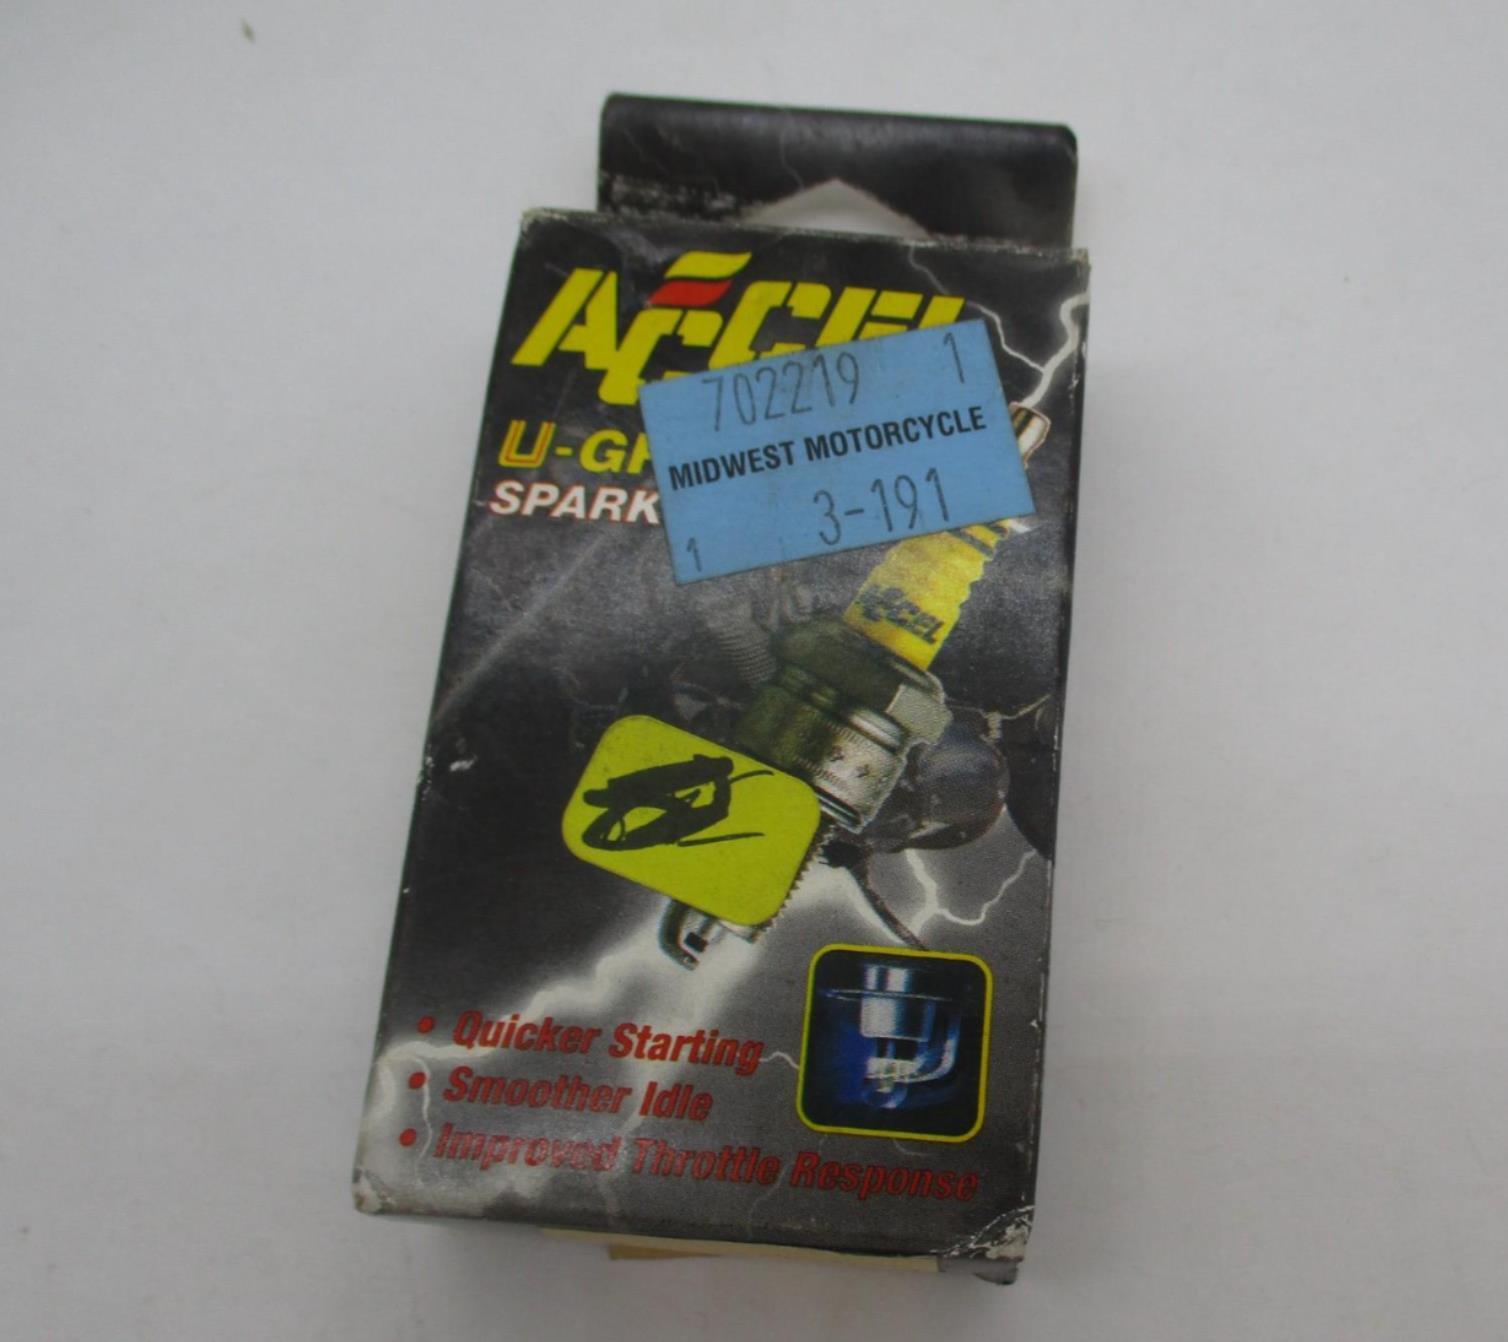 ACCEL
702219 1
MIDWEST MOTORCYCLE
3-191
1
U-G
SPARK
ACCEL
• Quicker Starting
• Smoother Idle
• Improved Throttle Response